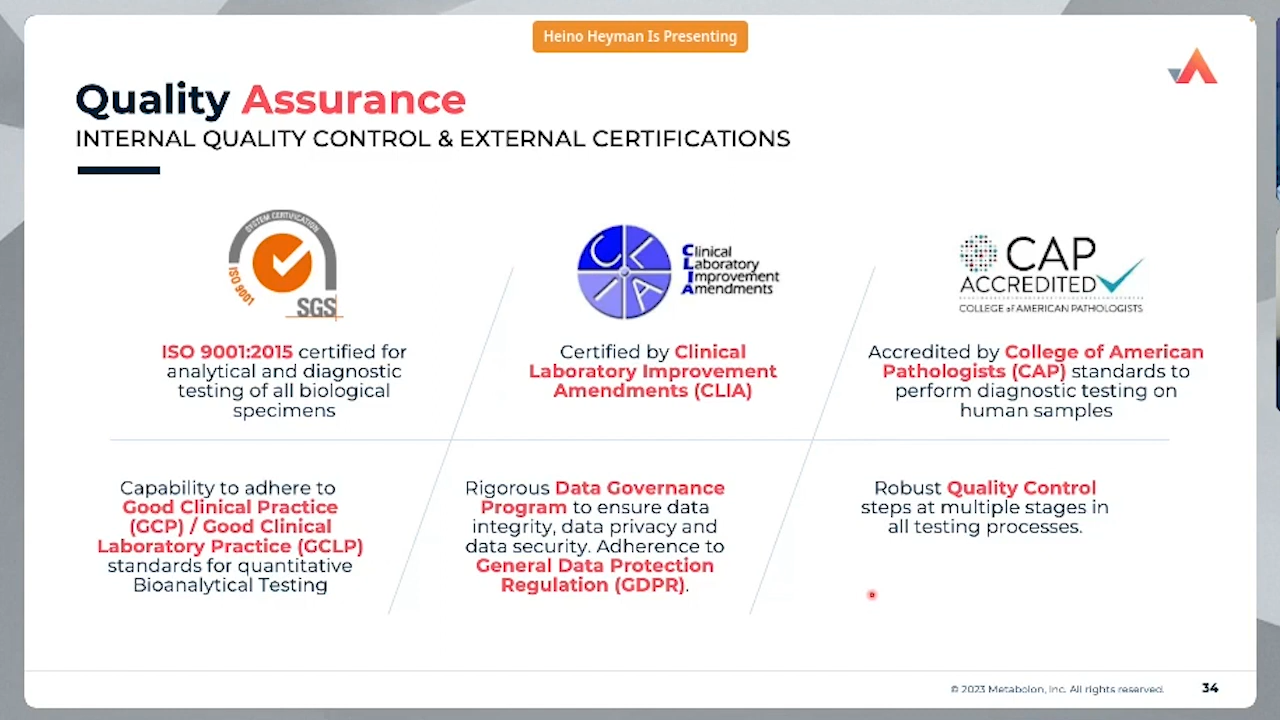 Heino Heyman Is Presenting
Quality Assurance
INTERNAL QUALITY CONTROL & EXTERNAL CERTIFICATIONS
SYSTEM CERTIFICATION
ISO 9001
SGS
CLIA
Clinical
Laboratory
Improvement
Amendments
CAP
ACCREDITED
COLLEGE of AMERICAN PATHOLOGISTS
ISO 9001:2015 certified for
analytical and diagnostic
testing of all biological
specimens
Certified by Clinical
Laboratory Improvement
Amendments (CLIA)
Accredited by College of American
Pathologists (CAP) standards to
perform diagnostic testing on
human samples
Capability to adhere to
Good Clinical Practice
(GCP) / Good Clinical
Laboratory Practice (GCLP)
standards for quantitative
Bioanalytical Testing
Rigorous Data Governance
Program to ensure data
integrity, data privacy and
data security. Adherence to
General Data Protection
Regulation (GDPR).
Robust Quality Control
steps at multiple stages in
all testing processes.
© 2023 Metabolon, Inc. All rights reserved.
34